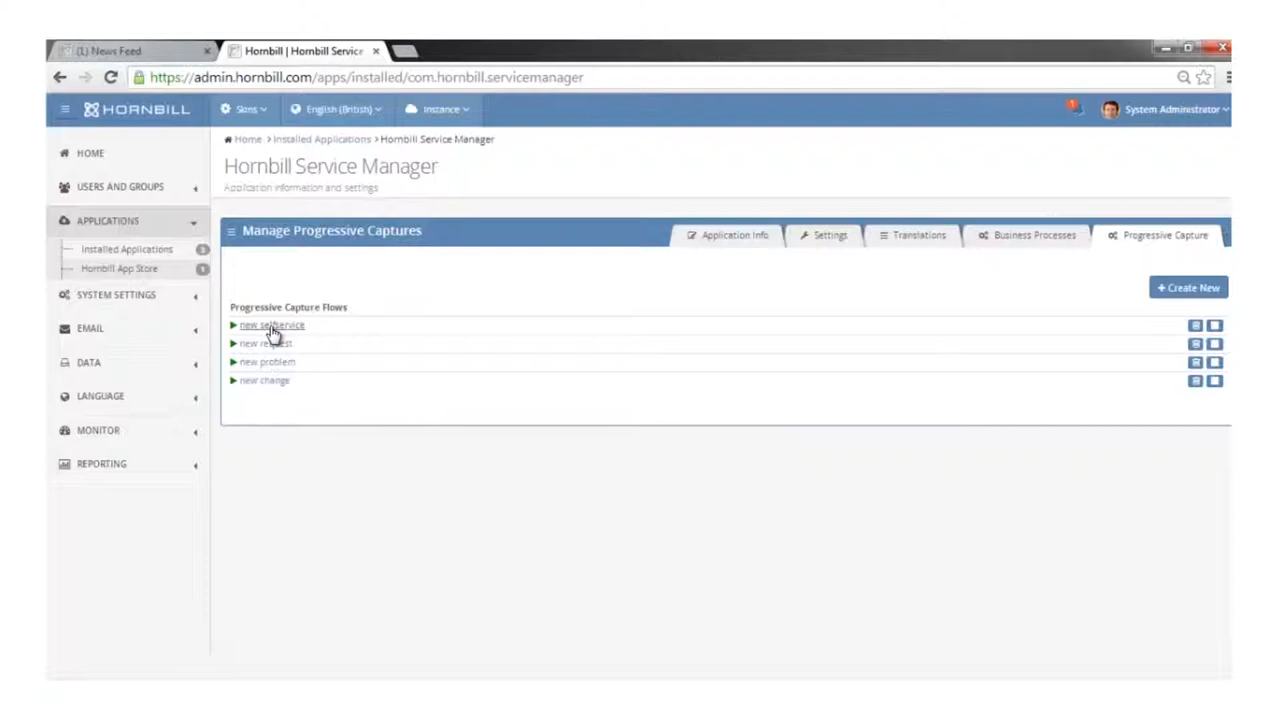 (1) News Feed
Hornbill | Hornbill Service
https://admin.hornbill.com/apps/installed/com.hornbill.servicemanager
HORNBILL
Skins
English (British)
Instance
System Administrator
Home > Installed Applications > Hornbill Service Manager
HOME
Hornbill Service Manager
USERS AND GROUPS
Application information and settings
APPLICATIONS
Manage Progressive Captures
Application Info
Settings
Translations
Business Processes
Progressive Capture
Installed Applications
Hornbill App Store
+ Create New
SYSTEM SETTINGS
Progressive Capture Flows
new selfservice
EMAIL
new request
DATA
new problem
new change
LANGUAGE
MONITOR
REPORTING